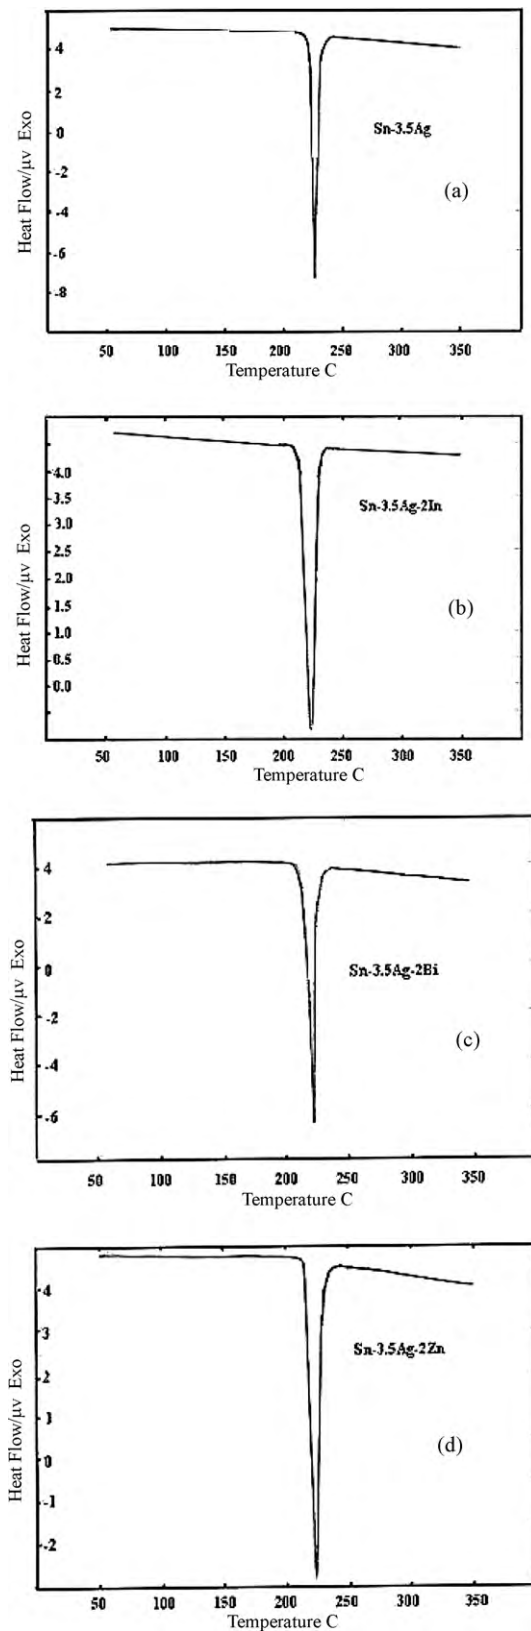 4
2
0
-2
-4
-6
-8
Heat Flow/μv  Exo
Sn-3.5Ag
(a)
50 100 150 200 250 300 350
Temperature C
4.0
3.5
3.0
2.5
2.0
1.5
1.0
0.5
0.0
Heat Flow/μv  Exo
Sn-3.5Ag-2In
(b)
50 100 150 200 250 300 350
Temperature C
4
2
0
-2
-4
-6
Heat Flow/μv  Exo
Sn-3.5Ag-2Bi
(c)
50 100 150 200 250 300 350
Temperature C
4
3
2
1
0
-1
-2
Heat Flow/μv  Exo
Sn-3.5Ag-2Zn
(d)
50 100 150 200 250 300 350
Temperature C